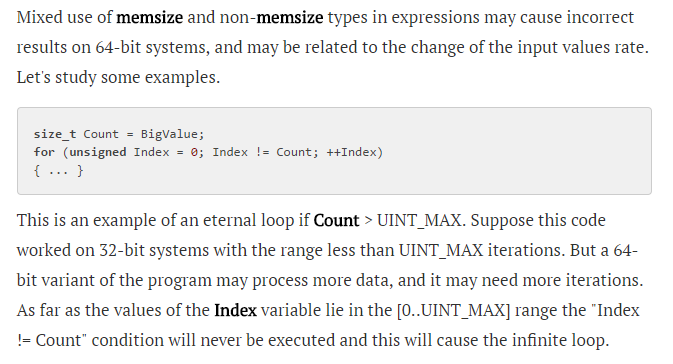 Mixed use of memsize and non-memsize types in expressions may cause incorrect
results on 64-bit systems, and may be related to the change of the input values rate.
Let's study some examples.
size_t Count = BigValue;
for (unsigned Index = 0; Index != Count; ++Index)
{ ... }
This is an example of an eternal loop if Count > UINT_MAX. Suppose this code
worked on 32-bit systems with the range less than UINT_MAX iterations. But a 64-
bit variant of the program may process more data, and it may need more iterations.
As far as the values of the Index variable lie in the [0..UINT_MAX] range the "Index
!= Count" condition will never be executed and this will cause the infinite loop.